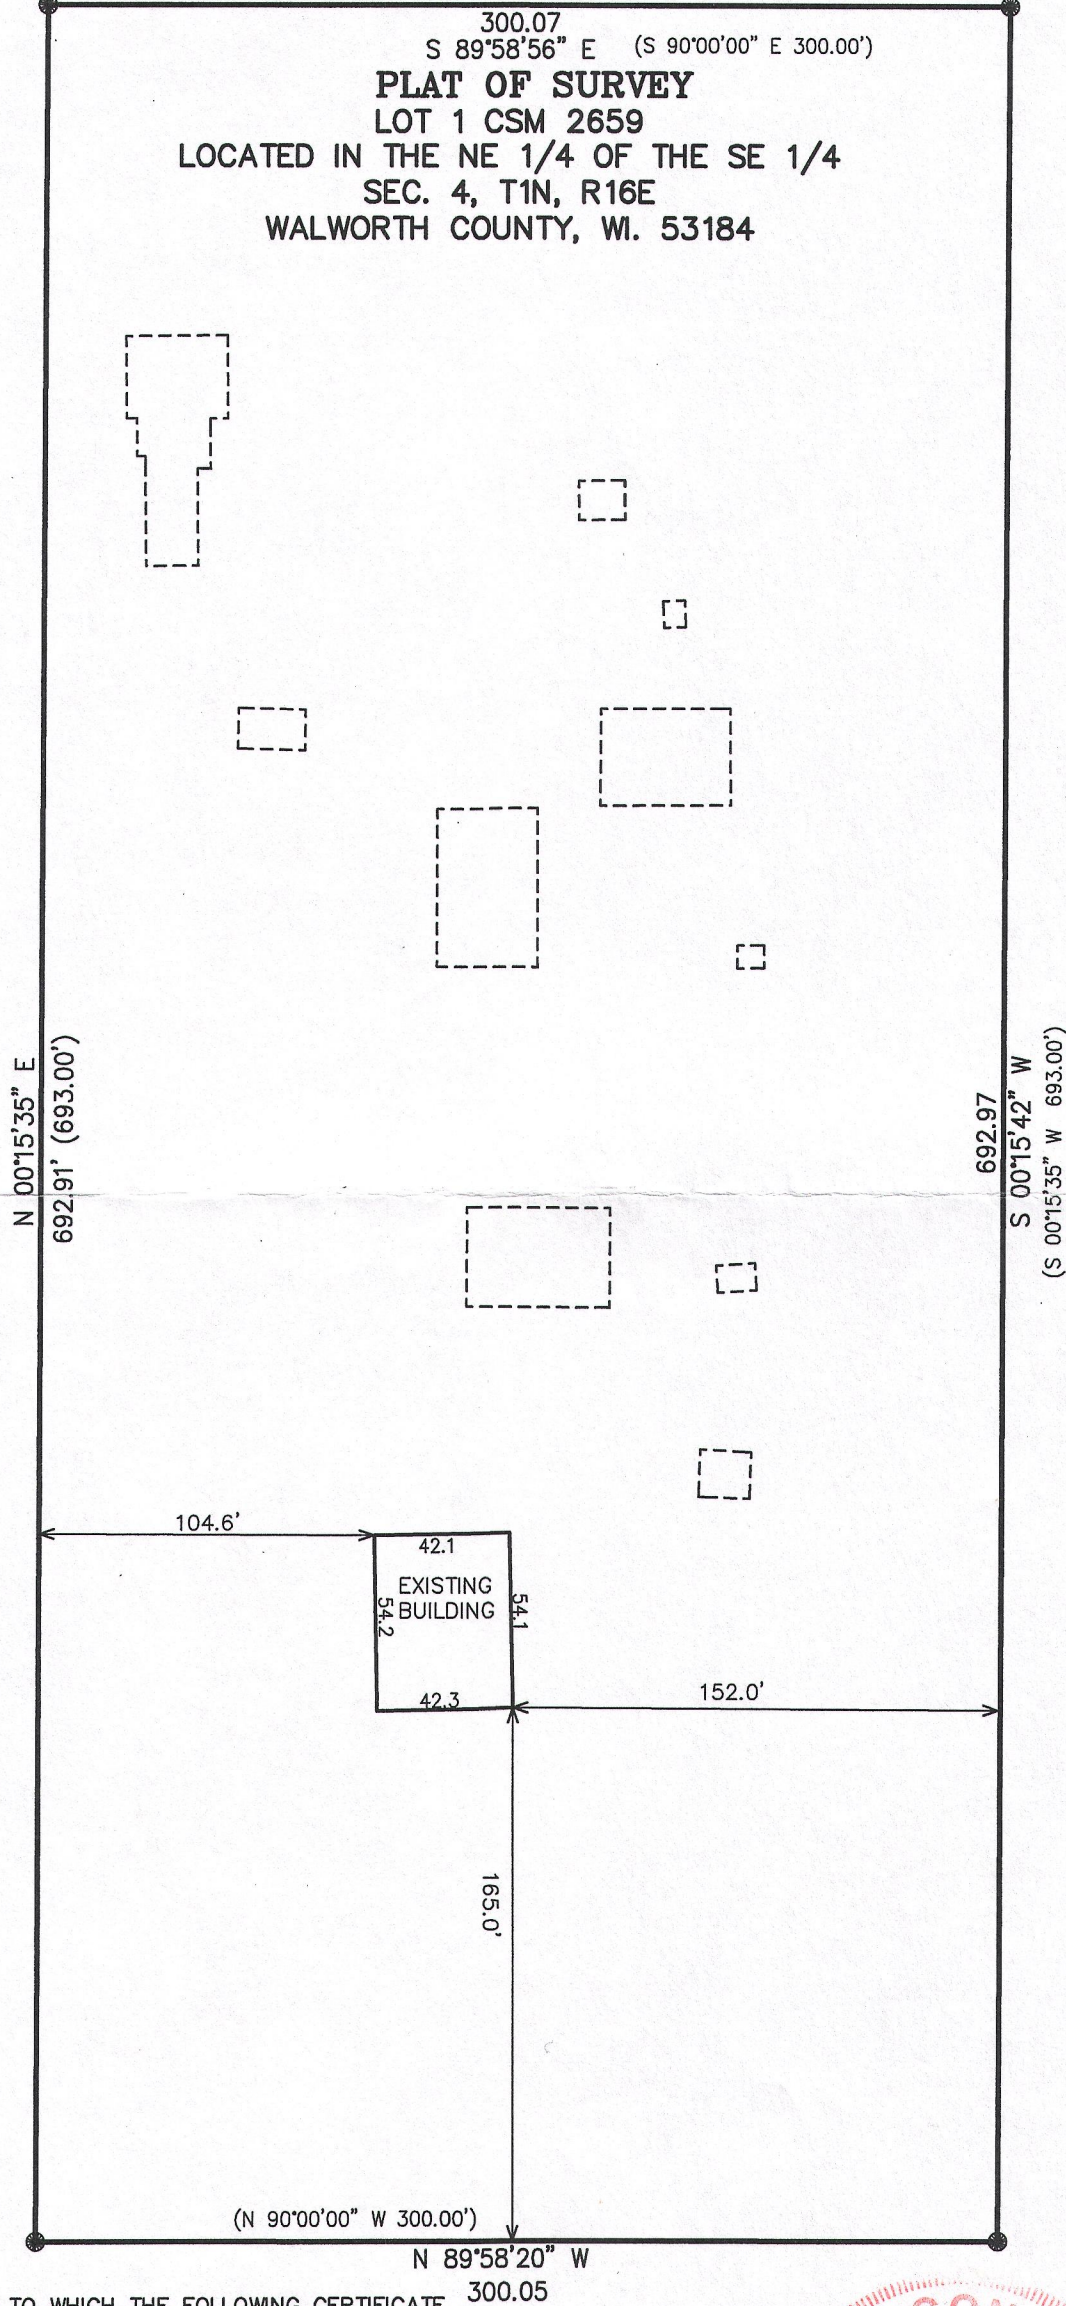 300.07
S 89°58'56" E (S 90°00'00" E 300.00')
PLAT OF SURVEY
LOT 1 CSM 2659
LOCATED IN THE NE 1/4 OF THE SE 1/4
SEC. 4, T1N, R16E
WALWORTH COUNTY, WI. 53184
N 00°15'35" E
692.91' (693.00')
692.97
S 00°15'42" W
(S 00°15'35" W 693.00')
104.6'
42.1
EXISTING
BUILDING
54.2
54.1
42.3
152.0'
165.0'
(N 90°00'00" W 300.00')
N 89°58'20" W
300.05
TO WHICH THE FOLLOWING CERTIFICATE